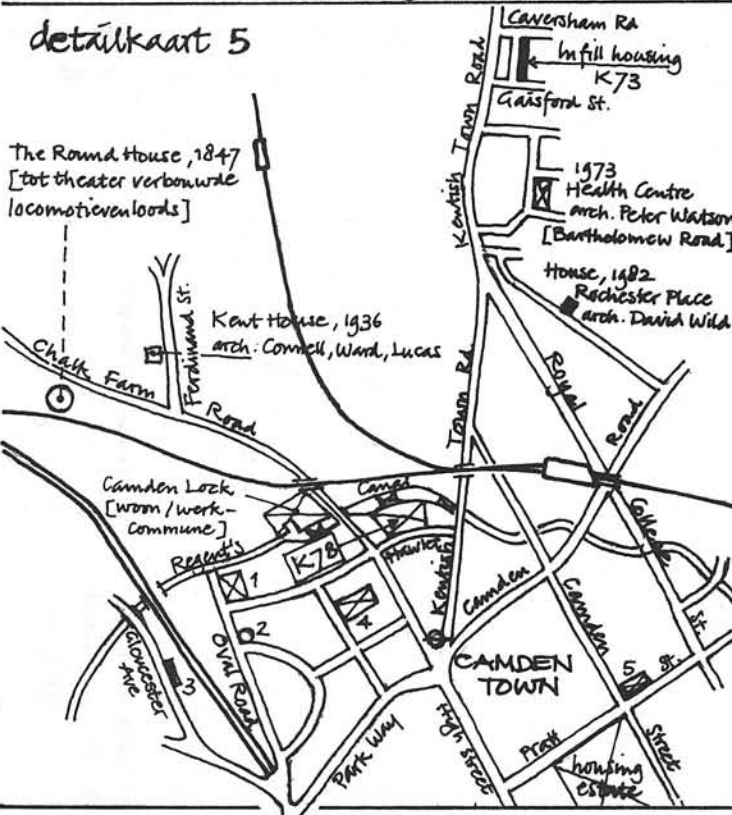 detailkaart 5
Caversham Rd
Infill housing
K73
Gaisford St.
Kentish Town Road
The Round House, 1847
[tot theater verbouwde
locomotievenloods]
1973
Health Centre
arch. Peter Watson
[Bartholomew Road]
House, 1982
Rochester Place
arch. David Wild
Ferdinand St.
Kent House, 1936
arch: Connell, Ward, Lucas
Chalk Farm Road
Royal College St.
Road
Camden Lock
[woon/werk-
commune]
Regent's Canal
K78
Hawley
Kentish Town Rd.
Camden
Camden Street
1
2
3
4
5
Oval Road
Gloucester
Ave
CAMDEN
TOWN
Park Way
High Street
Pratt St.
housing
estate